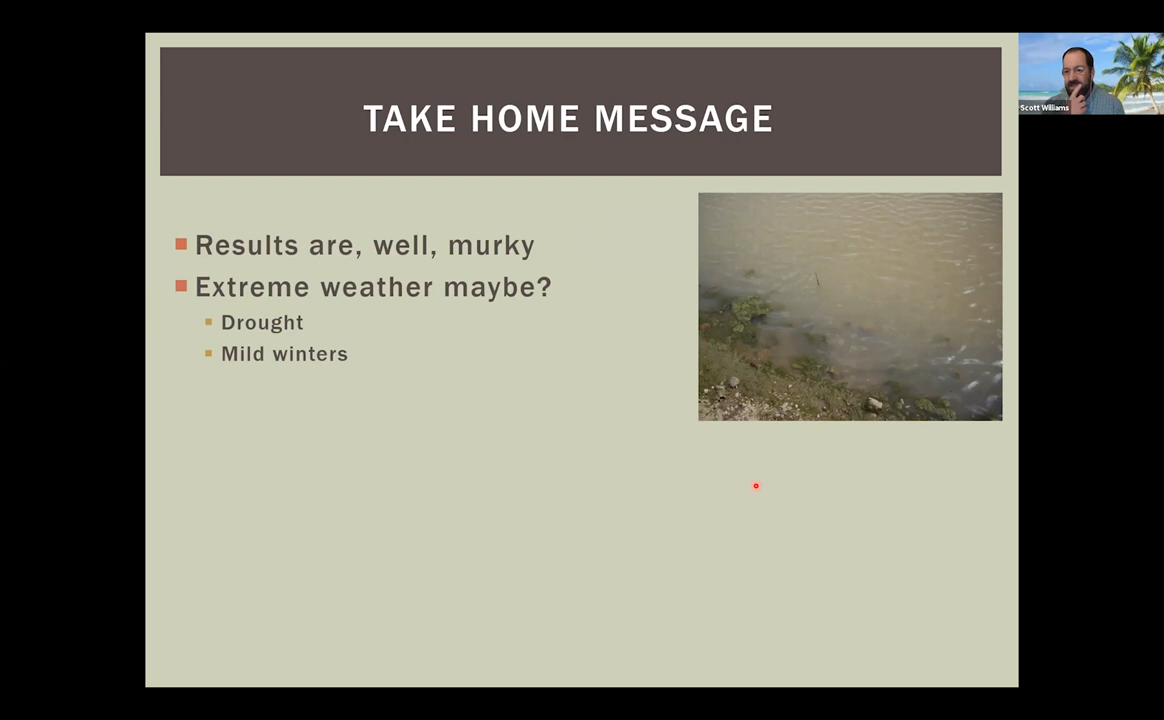 TAKE HOME MESSAGE
Results are, well, murky
Extreme weather maybe?
Drought
Mild winters
Scott Williams